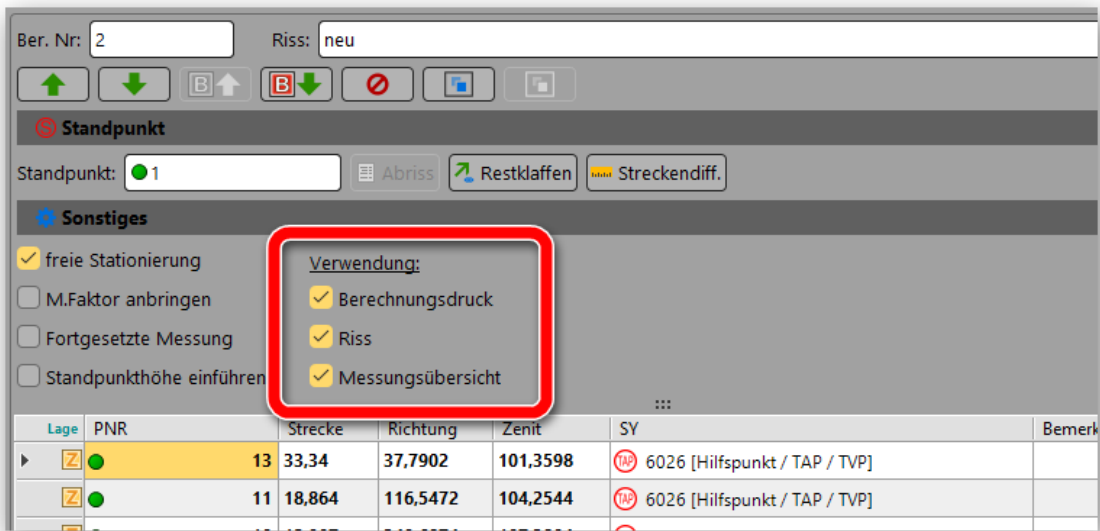 Ber. Nr: 2 Riss: neu
B B
S Standpunkt
Standpunkt: 1 Abriss Restklaffen Streckendiff.
Sonstiges
freie Stationierung Verwendung:
M.Faktor anbringen Berechnungsdruck
Fortgesetzte Messung Riss
Standpunkthöhe einführen Messungsübersicht
Lage PNR Strecke Richtung Zenit SY Bemerk
Z 13 33,34 37,7902 101,3598 TAP 6026 [Hilfspunkt / TAP / TVP]
Z 11 18,864 116,5472 104,2544 TAP 6026 [Hilfspunkt / TAP / TVP]